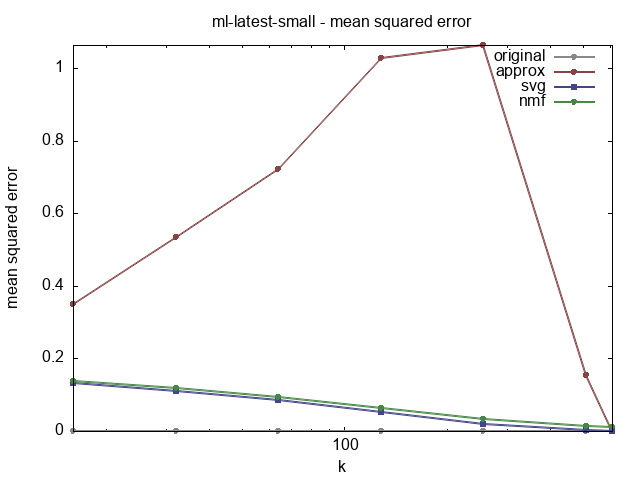 ml-latest-small - mean squared error
original
approx
svg
nmf
1
0.8
0.6
0.4
0.2
0
mean squared error
100
k